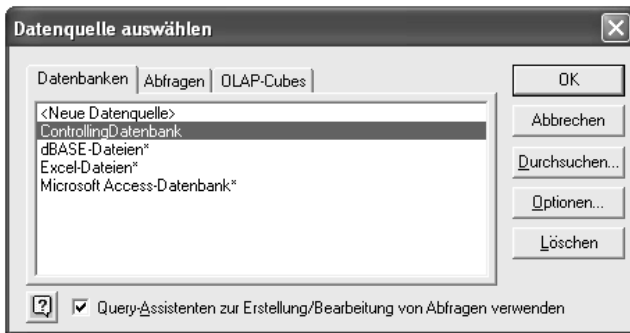 Datenquelle auswählen
Datenbanken Abfragen OLAP-Cubes
<Neue Datenquelle>
ControllingDatenbank
dBASE-Dateien*
Excel-Dateien*
Microsoft Access-Datenbank*
OK
Abbrechen
Durchsuchen...
Optionen...
Löschen
Query-Assistenten zur Erstellung/Bearbeitung von Abfragen verwenden